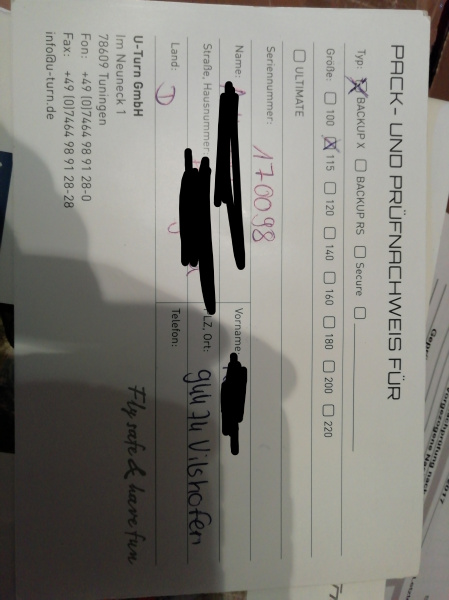 PACK- UND PRÜFNACHWEIS FÜR
Typ: BACKUP X BACKUP RS Secure
Größe: 100 115 120 140 160 180 200 220
ULTIMATE
Seriennummer: 170098
Name: Vorname:
Straße, Hausnummer: LZ, Ort: 94474 Vilshofen
Land: D Telefon:
U-Turn GmbH
Im Neuneck 1
78609 Tuningen
Fon: +49 (0)7464 98 91 28-0
Fax: +49 (0)7464 98 91 28-28
info@u-turn.de
Fly safe & have fun